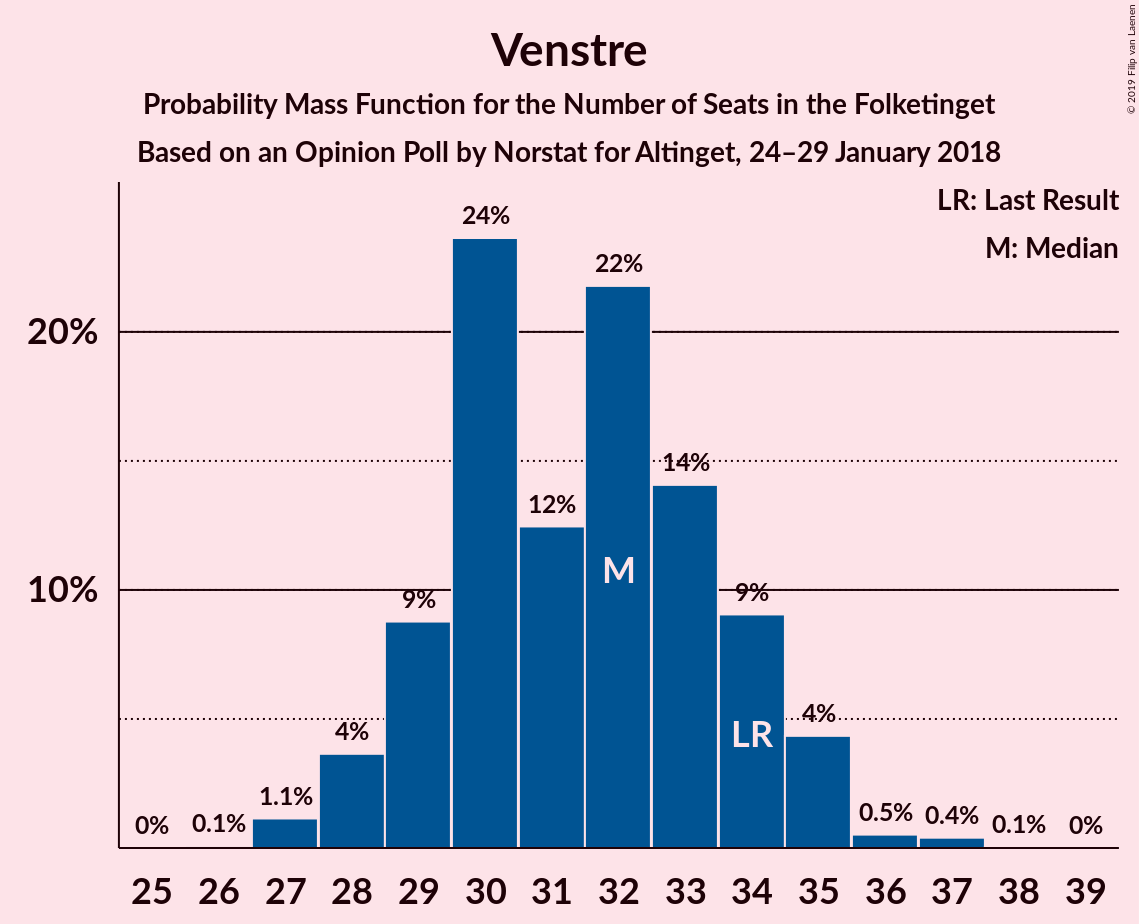 Venstre
Probability Mass Function for the Number of Seats in the Folketinget
Based on an Opinion Poll by Norstat for Altinget, 24–29 January 2018
© 2019 Filip van Laenen
LR: Last Result
M: Median
20%
10%
0%
0.1%
1.1%
4%
9%
24%
12%
22%
14%
9%
4%
0.5%
0.4%
0.1%
0%
M
LR
25 26 27 28 29 30 31 32 33 34 35 36 37 38 39